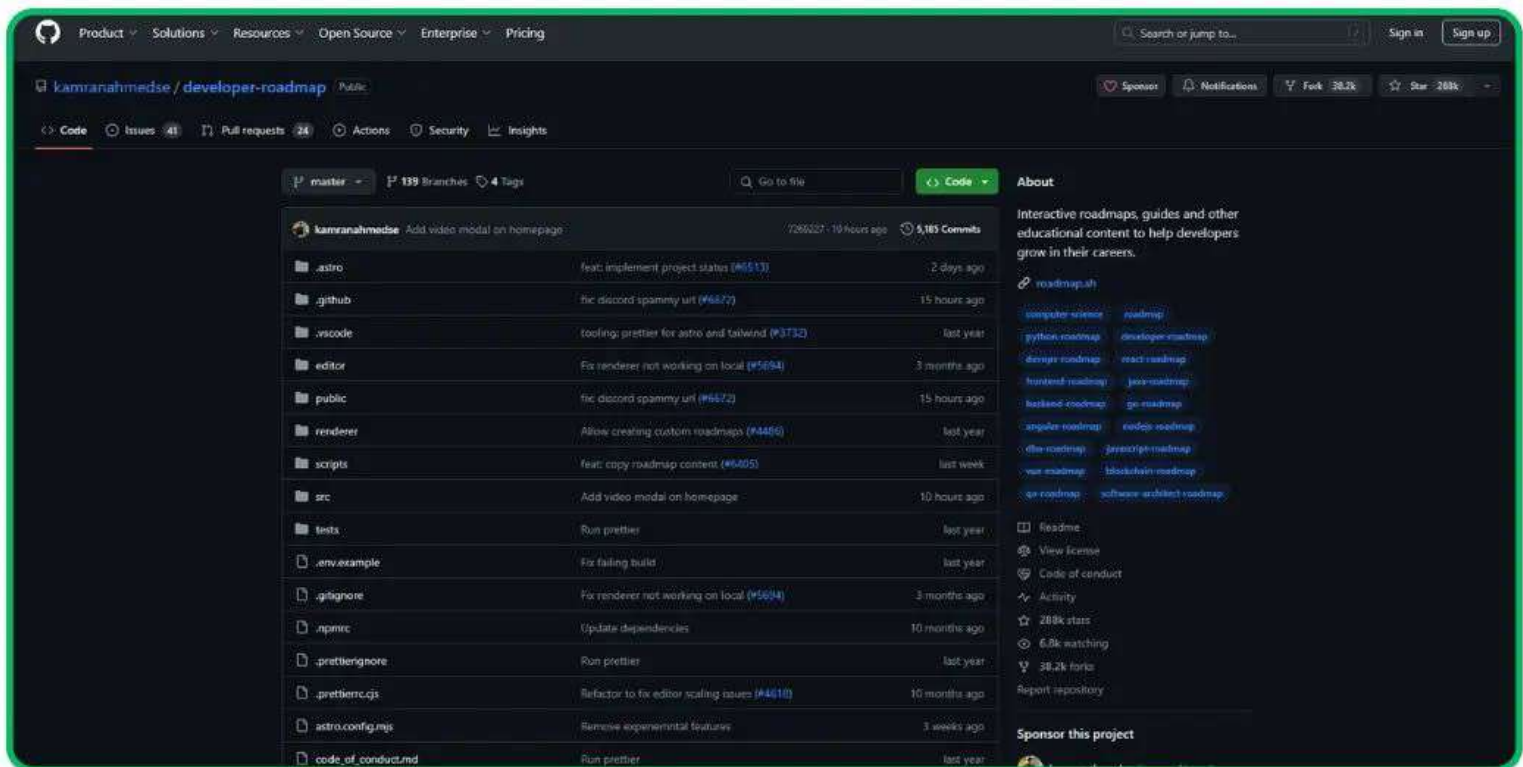 Product Solutions Resources Open Source Enterprise Pricing Search or jump to... / Sign in Sign up
kamranahmedse / developer-roadmap Public Sponsor Notifications Fork 38.2k Star 288k
Code Issues 41 Pull requests 24 Actions Security Insights
master 139 Branches 4 Tags Go to file Code
kamranahmedse Add video modal on homepage 10 hours ago 5,185 Commits
.astro feat: implement project status (#6513) 2 days ago
.github fix: discord spammy url (#6672) 15 hours ago
.vscode tooling: prettier for astro and tailwind (#3732) last year
editor Fix renderer not working on local (#5694) 3 months ago
public fix: discord spammy url (#6672) 15 hours ago
renderer Allow creating custom roadmaps (#4486) last year
scripts feat: copy roadmap content (#6405) last week
src Add video modal on homepage 10 hours ago
tests Run prettier last year
.env.example Fix failing build last year
.gitignore Fix renderer not working on local (#5694) 3 months ago
.npmrc Update dependencies 10 months ago
.prettierignore Run prettier last year
.prettierrc.cjs Refactor to fix editor scaling issues 10 months ago
astro.config.mjs Remove 3 weeks ago
code_of_conduct.md Run prettier last year
About
Interactive roadmaps, guides and other
educational content to help developers
grow in their careers.
roadmap.sh
computer-science roadmap
python-roadmap developer-roadmap
devops-roadmap react-roadmap
frontend-roadmap java-roadmap
backend-roadmap go-roadmap
angular-roadmap nodejs-roadmap
dba-roadmap javascript-roadmap
vue-roadmap blockchain-roadmap
qa-roadmap software-architect-roadmap
Readme
View license
Code of conduct
Activity
288k stars
6.8k watching
38.2k forks
Report repository
Sponsor this project